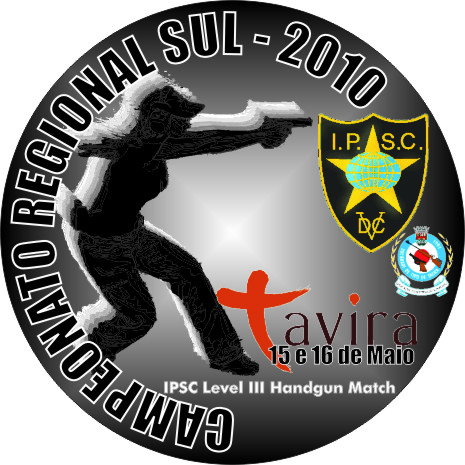 CAMPEONATO REGIONAL SUL - 2010
I.P.S.C.
DVC
tavira
15 e 16 de Maio
IPSC Level III Handgun Match